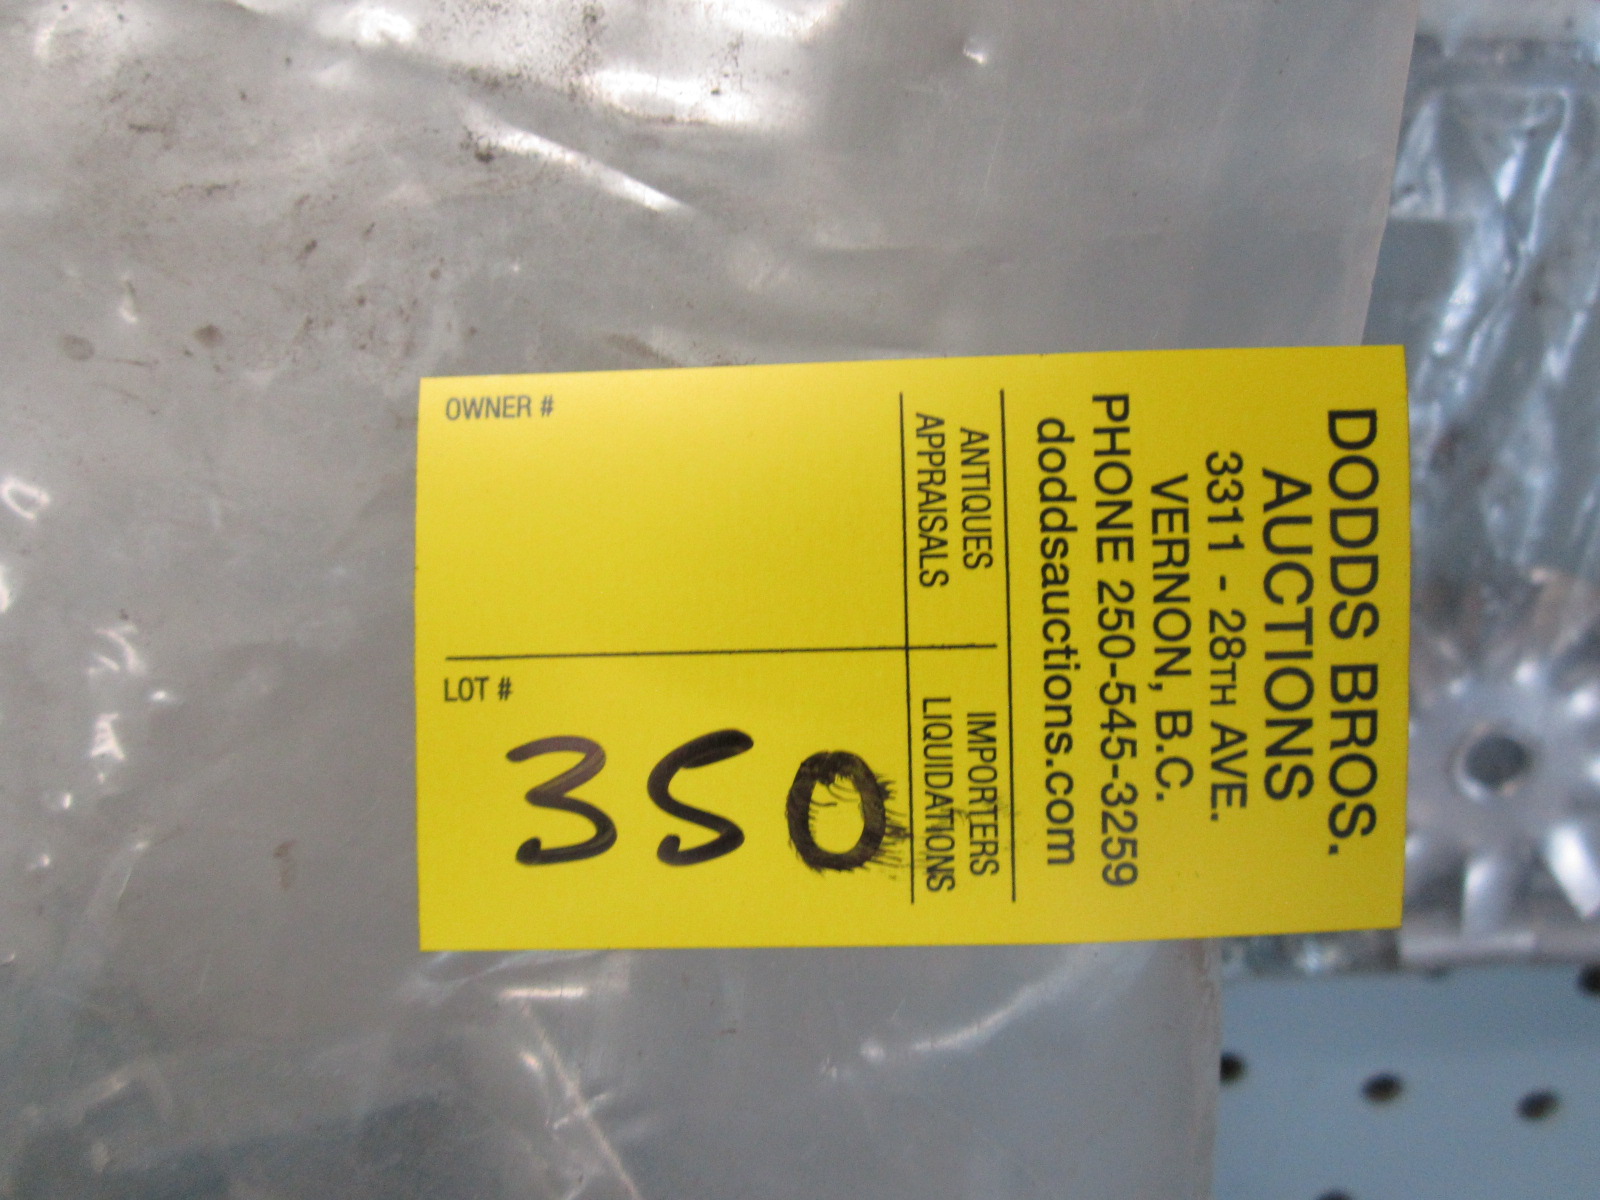 DODDS BROS.
AUCTIONS
3311 - 28TH AVE.
VERNON, B.C.
PHONE 250-545-3259
doddsauctions.com
ANTIQUES
APPRAISALS
IMPORTERS
LIQUIDATIONS
OWNER #
LOT #
350